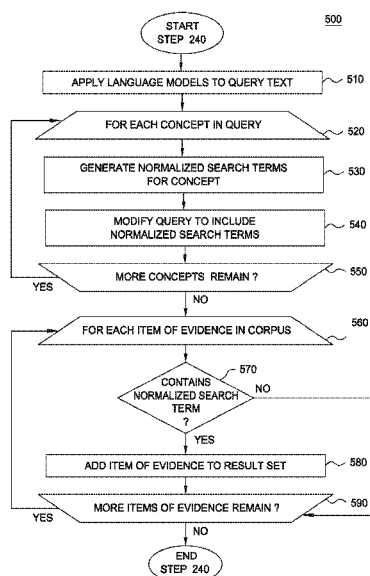 500
START
STEP 240
APPLY LANGUAGE MODELS TO QUERY TEXT
510
FOR EACH CONCEPT IN QUERY
520
GENERATE NORMALIZED SEARCH TERMS
FOR CONCEPT
530
MODIFY QUERY TO INCLUDE
NORMALIZED SEARCH TERMS
540
MORE CONCEPTS REMAIN ?
550
YES
NO
FOR EACH ITEM OF EVIDENCE IN CORPUS
560
570
CONTAINS
NORMALIZED SEARCH
TERM
?
NO
YES
ADD ITEM OF EVIDENCE TO RESULT SET
580
MORE ITEMS OF EVIDENCE REMAIN ?
590
YES
NO
END
STEP 240